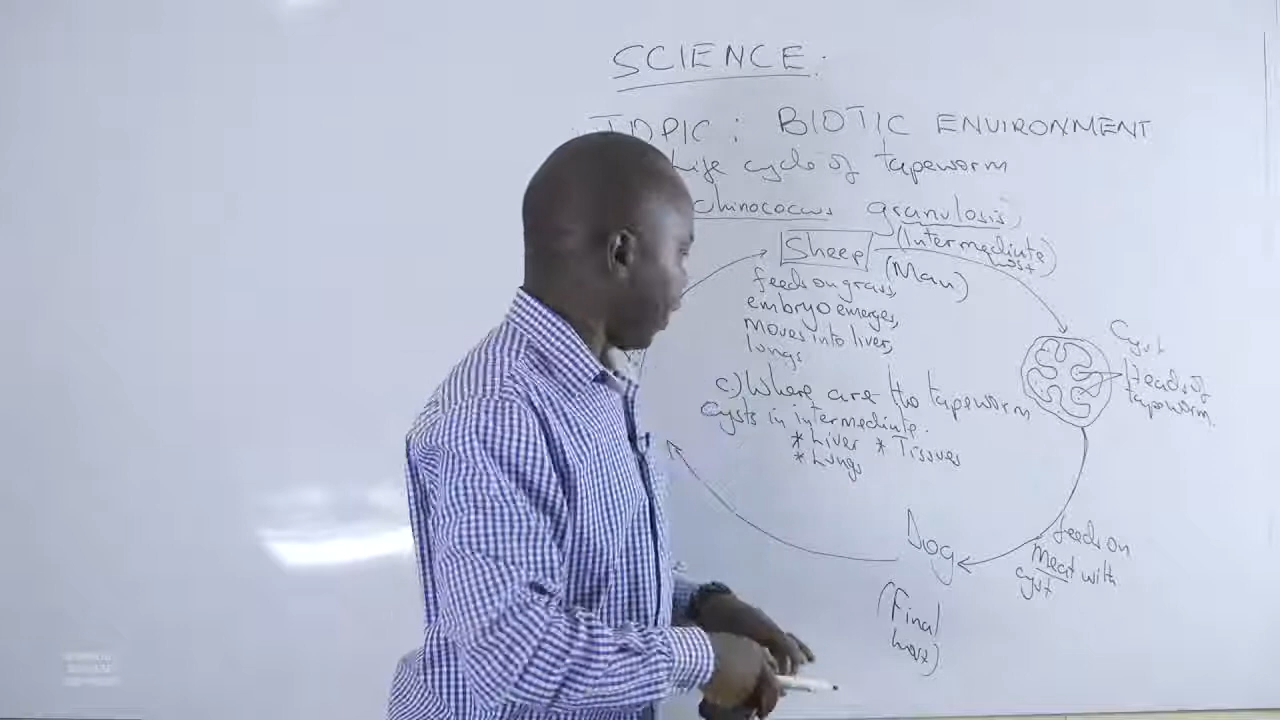 SCIENCE:
TOPIC: BIOTIC ENVIRONMENT
Life cycle of tapeworm
chinococcus granulosis)
Sheep
(Intermediate
host)
(Man)
feeds on grass,
embryo emerges,
moves into liver,
lungs
Cyst
Heads of
tapeworm
c.) Where are the tapeworm
cysts in intermediate.
* Liver * Tissues
* Lungs
Dog
feeds on
meat with
cyst
(Final
host)